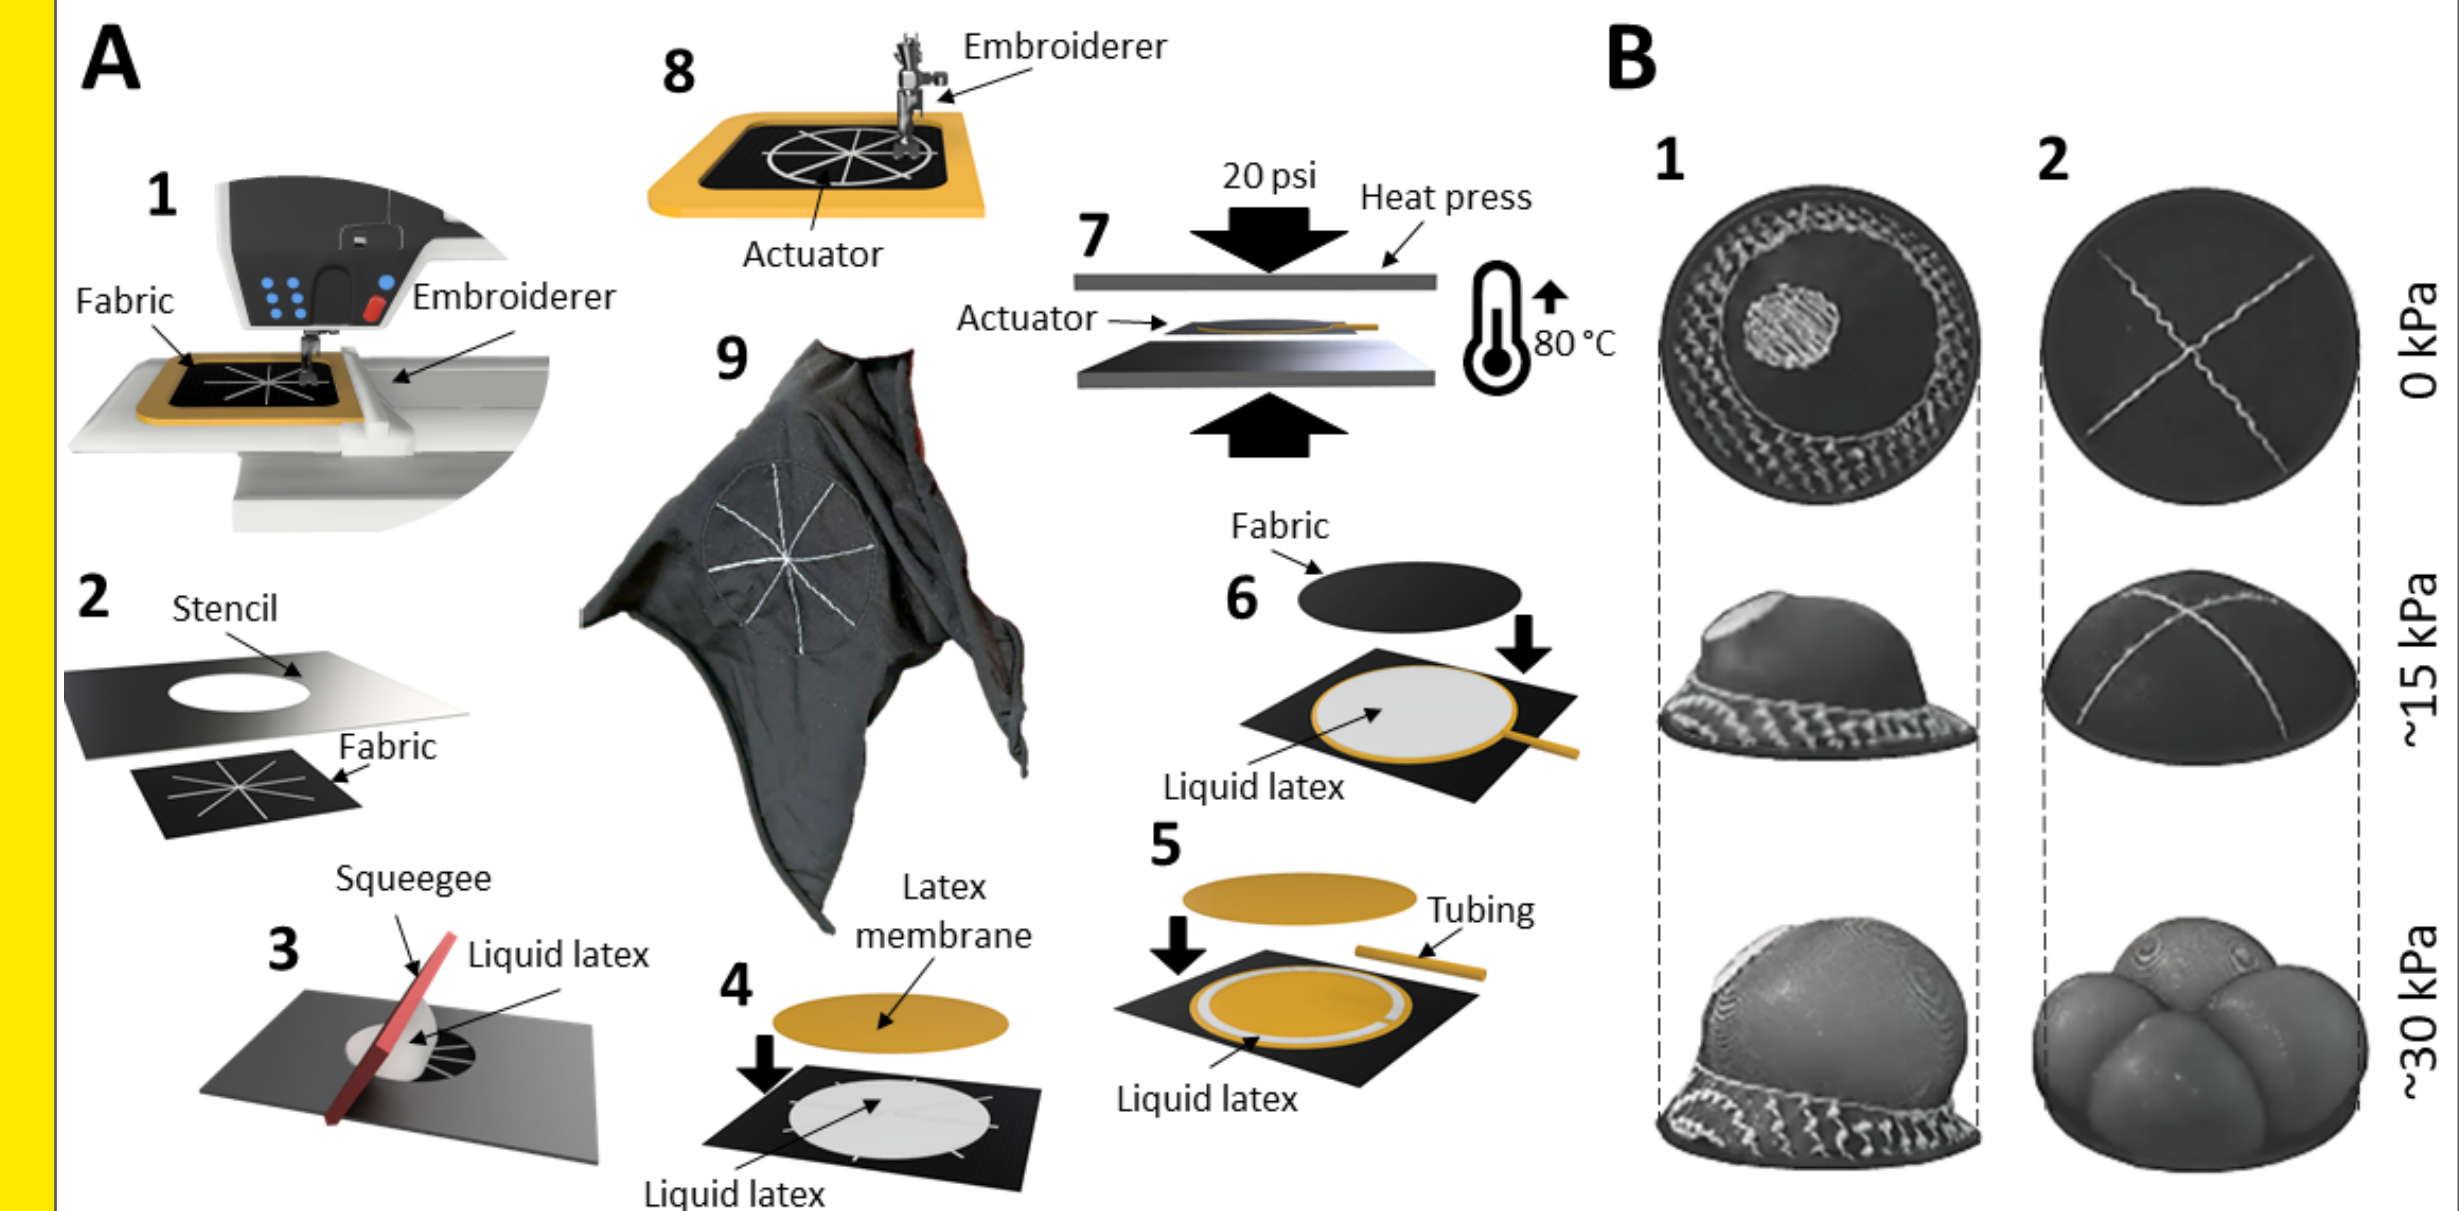 A
1
Fabric
Embroiderer
2
Stencil
Fabric
3
Squeegee
Liquid latex
4
Latex
membrane
Liquid latex
5
Tubing
Liquid latex
6
Fabric
Liquid latex
7
20 psi
Heat press
Actuator
80 °C
8
Embroiderer
Actuator
9
B
1
2
0 kPa
~15 kPa
~30 kPa